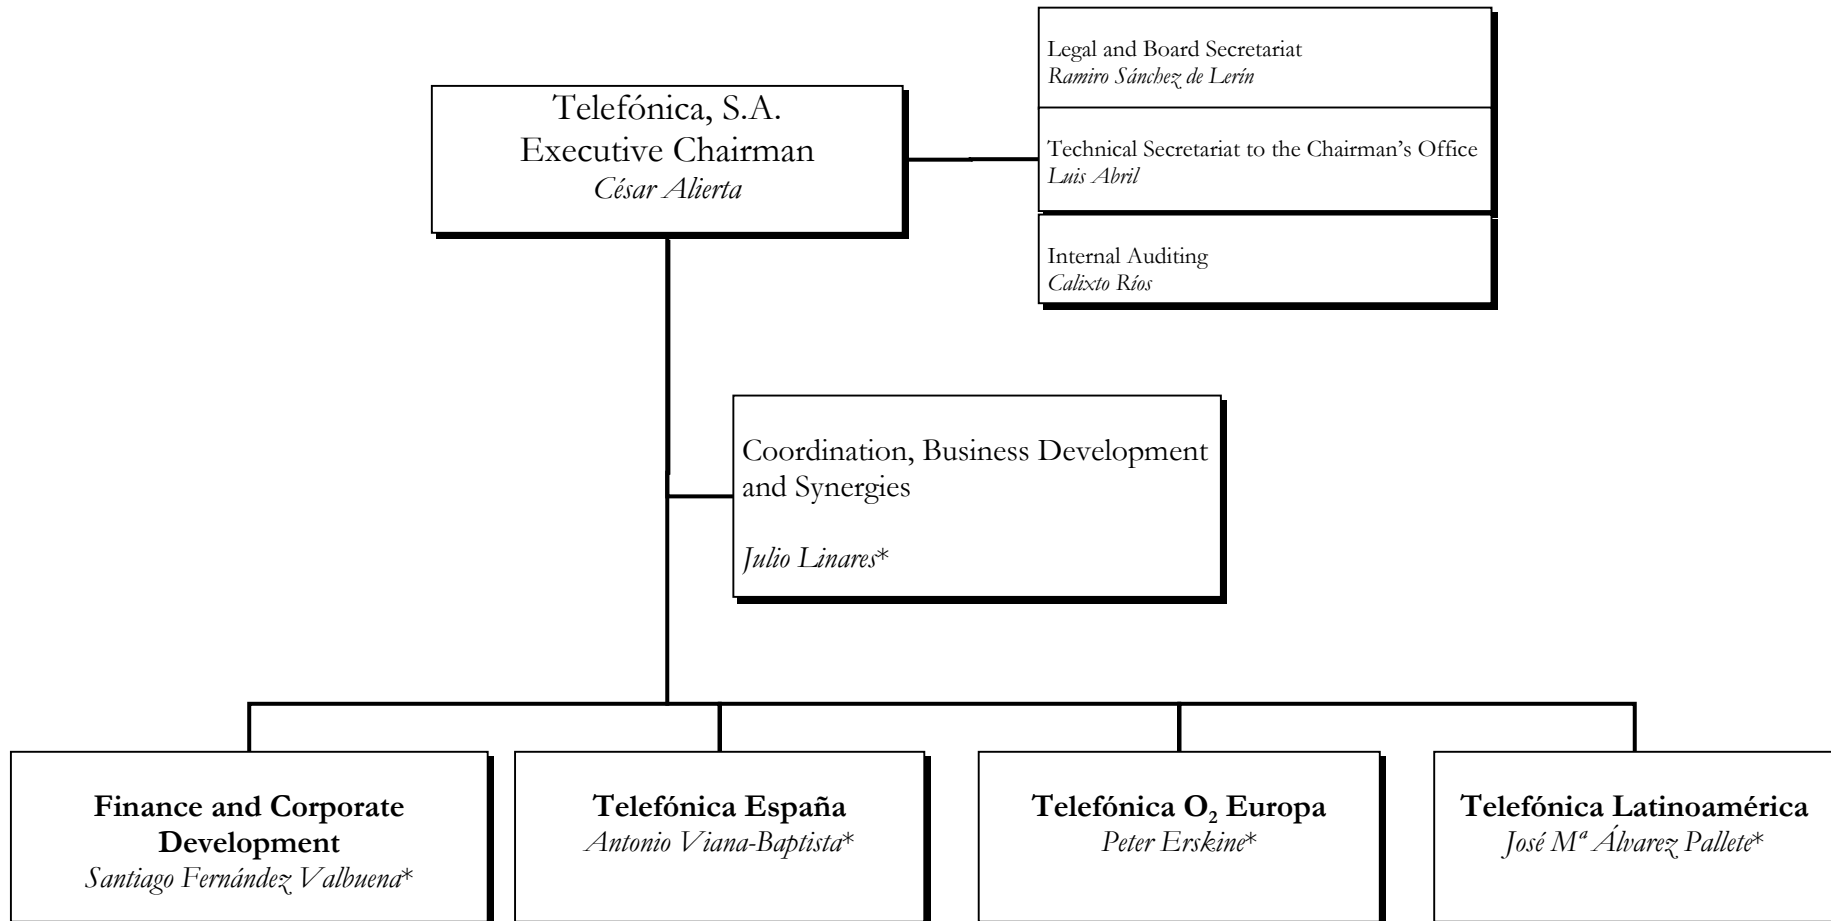 Legal and Board Secretariat
Ramiro Sánchez de Lerín
Telefónica, S.A.
Executive Chairman
César Alierta
Technical Secretariat to the Chairman’s Office
Luis Abril
Internal Auditing
Calixto Ríos
Coordination, Business Development
and Synergies
Julio Linares*
Finance and Corporate
Development
Santiago Fernández Valbuena*
Telefónica España
Antonio Viana-Baptista*
Telefónica O₂ Europa
Peter Erskine*
Telefónica Latinoamérica
José Mª Álvarez Pallete*